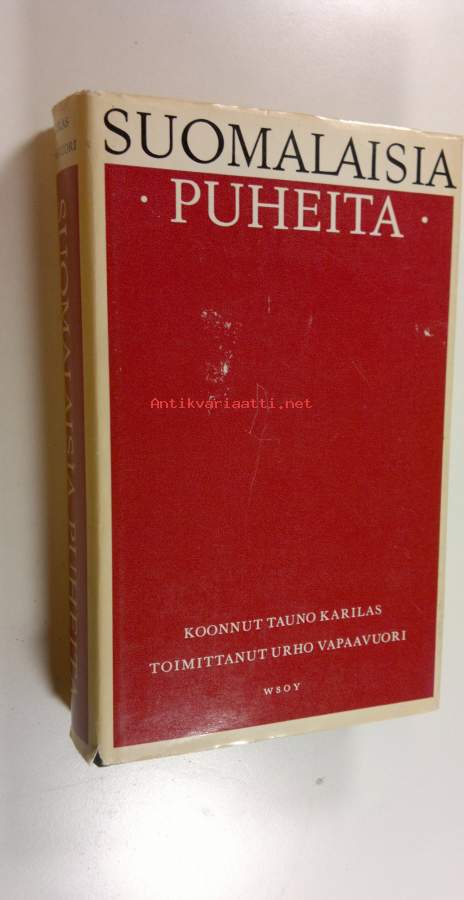 SUOMALAISIA
· PUHEITA ·
Antikvariaatti.net
KOONNUT TAUNO KARILAS
TOIMITTANUT URHO VAPAAVUORI
WSOY
SUOMALAISIA PUHEITA